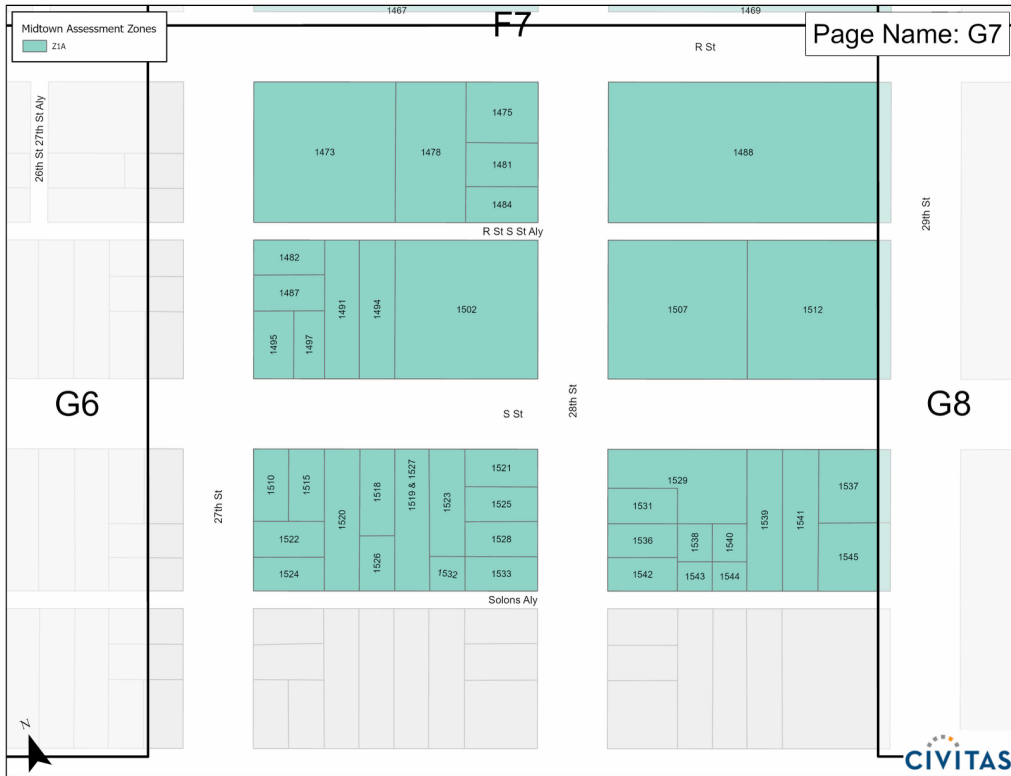 1467
1469
F7
Midtown Assessment Zones
Z1A
Page Name: G7
R St
26th St 27th St Aly
1473
1478
1475
1481
1484
1488
29th St
R St S St Aly
1482
1487
1495
1497
1491
1494
1502
1507
1512
G6
G8
S St
28th St
27th St
1510
1515
1522
1524
1520
1518
1526
1519 & 1527
1523
1532
1521
1525
1528
1533
1529
1531
1536
1542
1538
1540
1543
1544
1539
1541
1537
1545
Solons Aly
N
CIVITAS